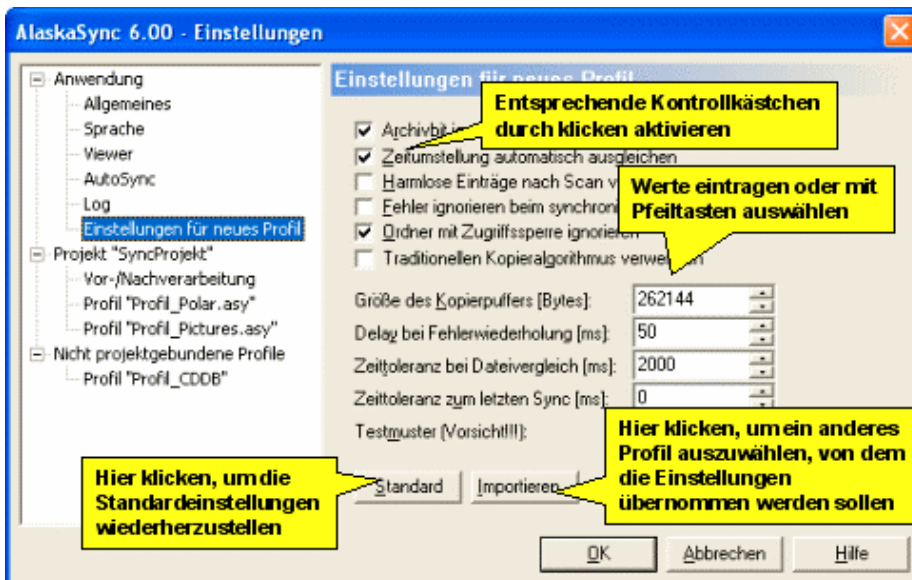 AlaskaSync 6.00 - Einstellungen
Anwendung
Allgemeines
Sprache
Viewer
AutoSync
Log
Einstellungen für neues Profil
Projekt "SyncProjekt"
Vor-/Nachverarbeitung
Profil "Profil_Polar.asy"
Profil "Profil_Pictures.asy"
Nicht projektgebundene Profile
Profil "Profil_CDDB"
Einstellungen für neues Profil
Entsprechende Kontrollkästchen
durch klicken aktivieren
Archivbit
Zeitumstellung automatisch ausgleichen
Harmlose Einträge nach Scan
Fehler ignorieren beim
Ordner mit Zugriffssperre ignorieren
Traditionellen Kopieralgorithmus verwenden
Werte eintragen oder mit
Pfeiltasten auswählen
Größe des Kopierpuffers [Bytes]: 262144
Delay bei Fehlerwiederholung [ms]: 50
Zeittoleranz bei Dateivergleich [ms]: 2000
Zeittoleranz zum letzten Sync [ms]: 0
Testmuster (Vorsicht!!!):
Hier klicken, um ein anderes
Profil auszuwählen, von dem
die Einstellungen
übernommen werden sollen
Hier klicken, um die
Standardeinstellungen
wiederherzustellen
Standard Importieren
OK Abbrechen Hilfe